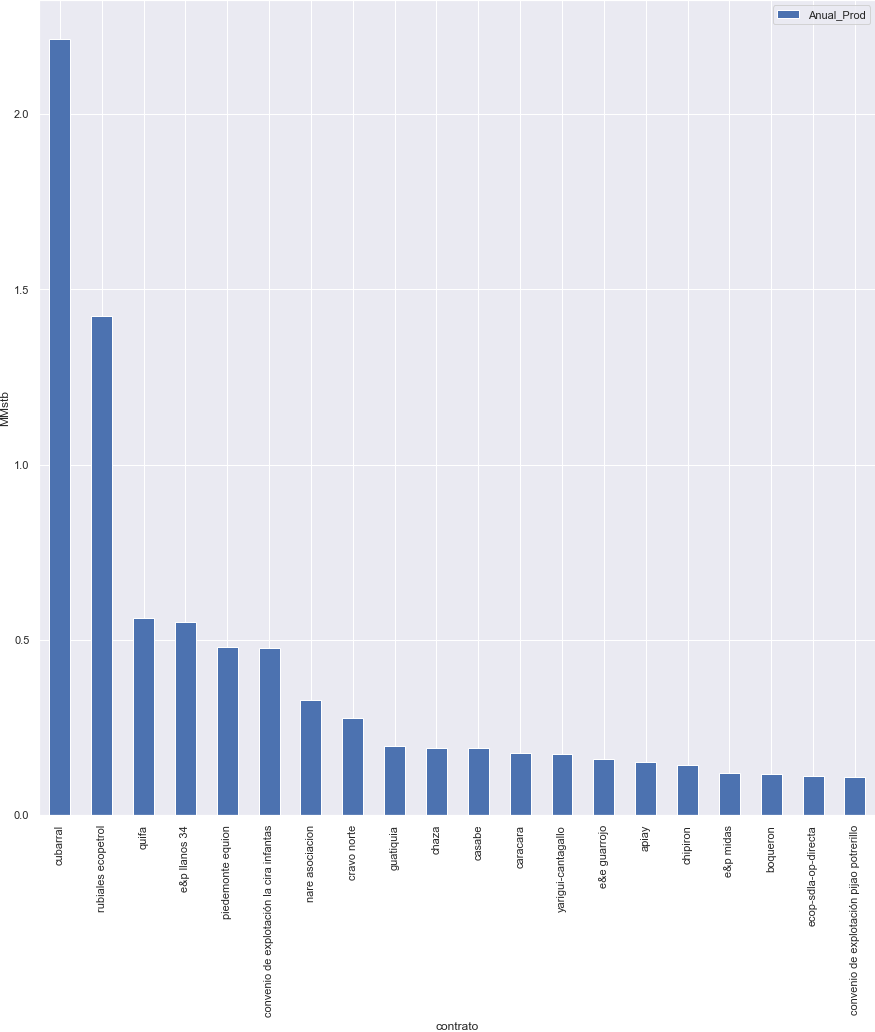 Anual_Prod
2.0
1.5
1.0
0.5
0.0
MMstb
cubarral
rubiales ecopetrol
quifa
e&p llanos 34
piedemonte equion
convenio de explotación la cira infantas
nare asociacion
cravo norte
guatiquia
chaza
casabe
caracara
yarigui-cantagallo
e&e guarrojo
apiay
chipiron
e&p midas
boqueron
ecop-sdla-op-directa
convenio de explotación pijao potrerillo
contrato